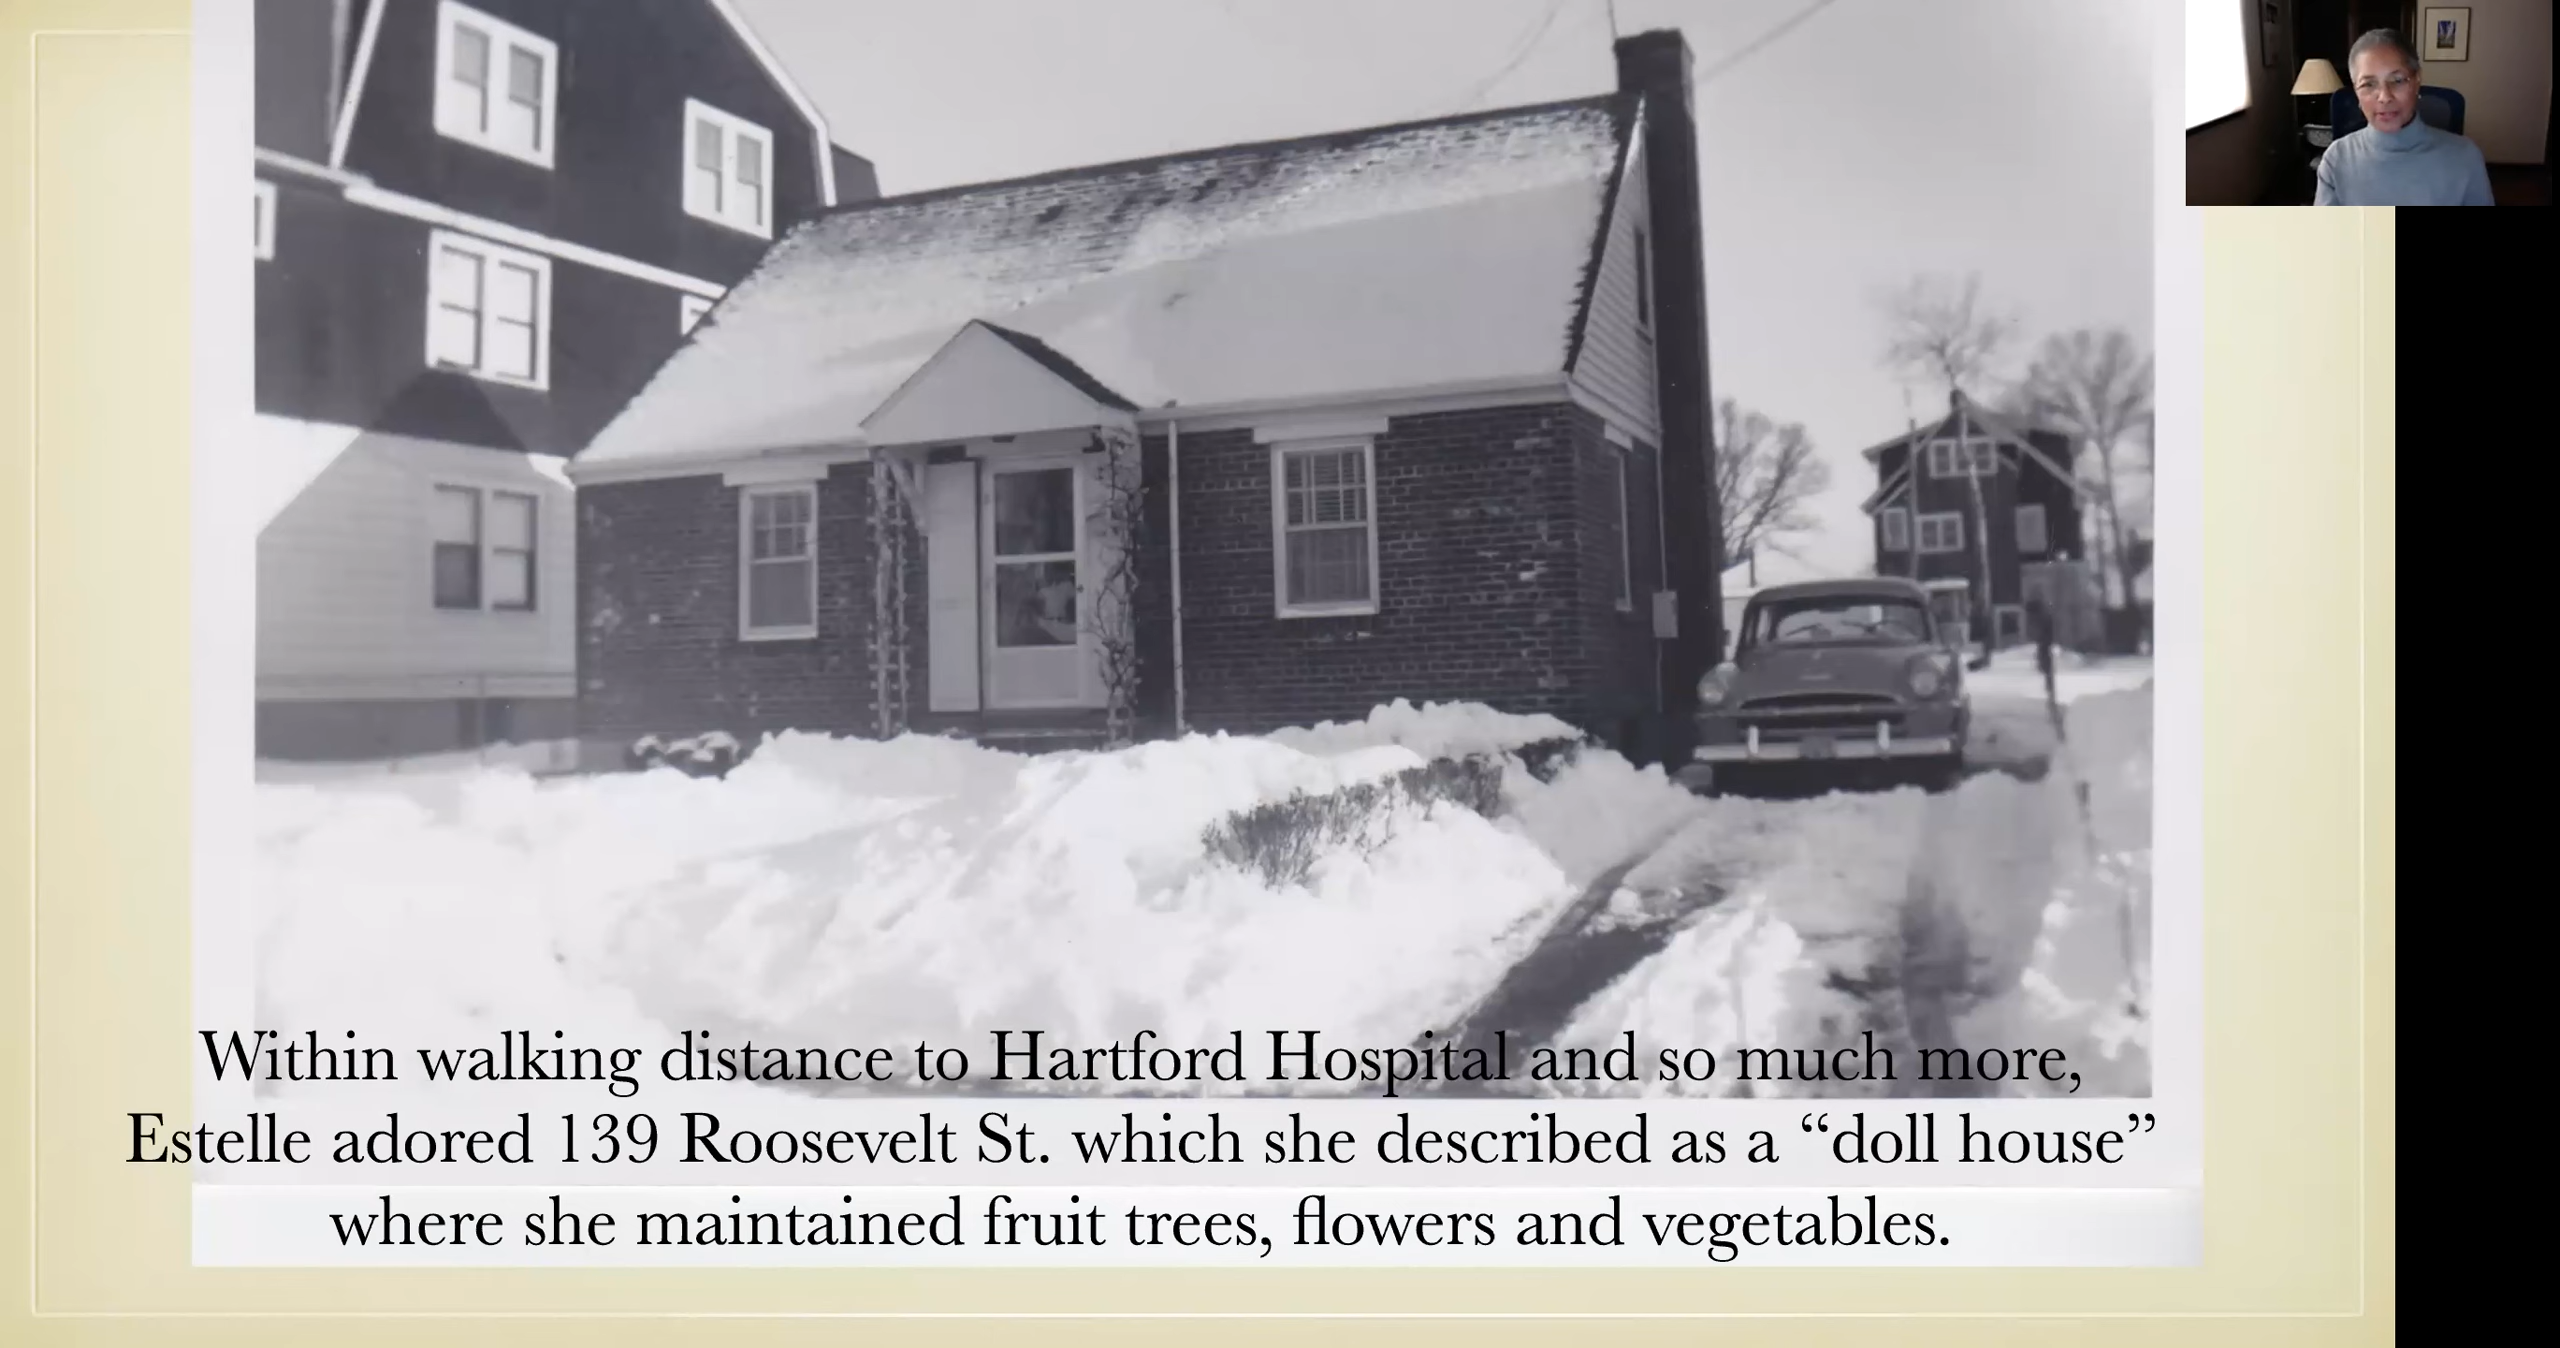 Within walking distance to Hartford Hospital and so much more,
Estelle adored 139 Roosevelt St. which she described as a “doll house”
where she maintained fruit trees, flowers and vegetables.